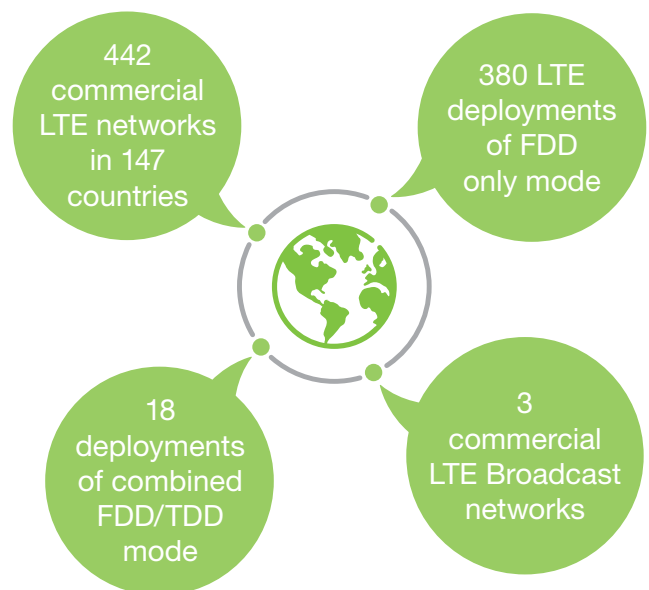 442
commercial
LTE networks
in 147
countries
380 LTE
deployments
of FDD
only mode
18
deployments
of combined
FDD/TDD
mode
3
commercial
LTE Broadcast
networks